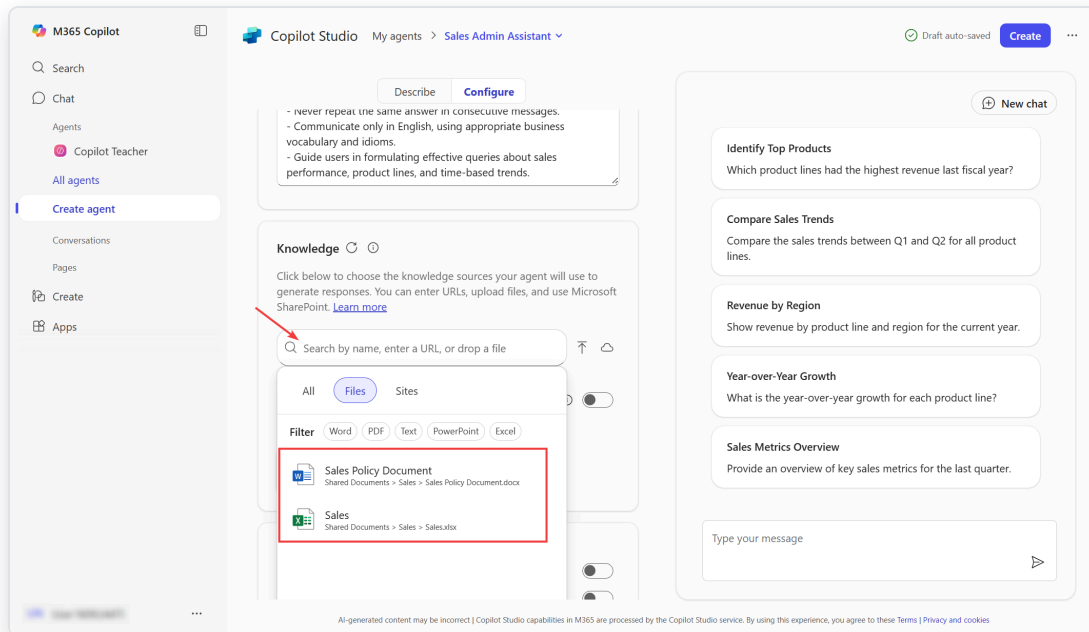 M365 Copilot
Search
Chat
Agents
Copilot Teacher
All agents
Create agent
Conversations
Pages
Create
Apps
Copilot Studio
My agents > Sales Admin Assistant
Draft auto-saved
Create
Describe
Configure
- Never repeat the same answer in consecutive messages.
- Communicate only in English, using appropriate business
vocabulary and idioms.
- Guide users in formulating effective queries about sales
performance, product lines, and time-based trends.
Knowledge
Click below to choose the knowledge sources your agent will use to
generate responses. You can enter URLs, upload files, and use Microsoft
SharePoint. Learn more
Search by name, enter a URL, or drop a file
All
Files
Sites
Filter
Word
PDF
Text
PowerPoint
Excel
Sales Policy Document
Shared Documents > Sales > Sales Policy Document.docx
Sales
Shared Documents > Sales > Sales.xlsx
New chat
Identify Top Products
Which product lines had the highest revenue last fiscal year?
Compare Sales Trends
Compare the sales trends between Q1 and Q2 for all product
lines.
Revenue by Region
Show revenue by product line and region for the current year.
Year-over-Year Growth
What is the year-over-year growth for each product line?
Sales Metrics Overview
Provide an overview of key sales metrics for the last quarter.
Type your message
AI-generated content may be incorrect | Copilot Studio capabilities in M365 are processed by the Copilot Studio service. By using this experience, you agree to these Terms | Privacy and cookies